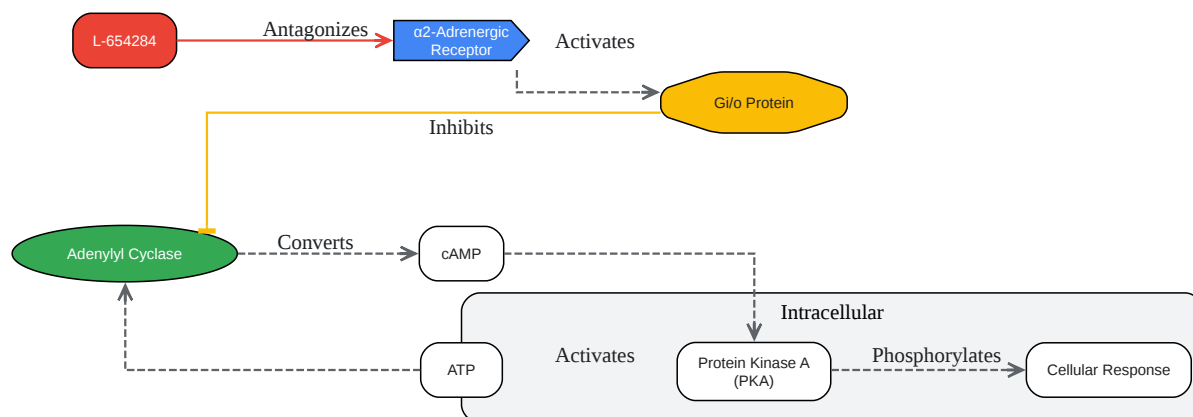 L-654284
Antagonizes
α2-Adrenergic
Receptor
Activates
Gi/o Protein
Inhibits
Adenylyl Cyclase
Converts
cAMP
Intracellular
ATP
Activates
Protein Kinase A
(PKA)
Phosphorylates
Cellular Response